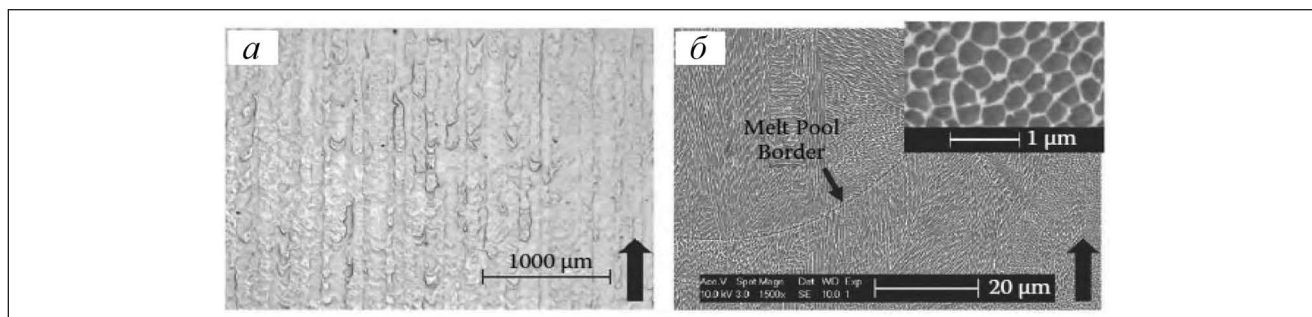 а
1000 μm
б
Melt Pool
Border
1 μm
Acc.V Spot Magn Det WD Exp
10.0 kV 3.0 1500x SE 10.0 1
20 μm